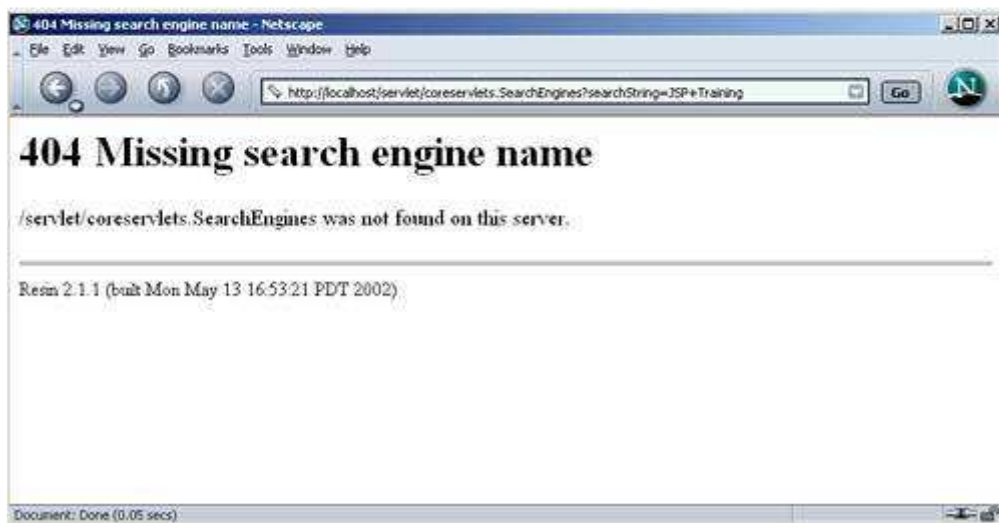 404 Missing search engine name - Netscape
File Edit View Go Bookmarks Tools Window Help
http://localhost/servlet/coreservlets.SearchEngines?searchString=JSP+Training Go N
404 Missing search engine name
/servlet/coreservlets.SearchEngines was not found on this server.
Resin 2.1.1 (built Mon May 13 16:53:21 PDT 2002)
Document: Done (0.05 secs)